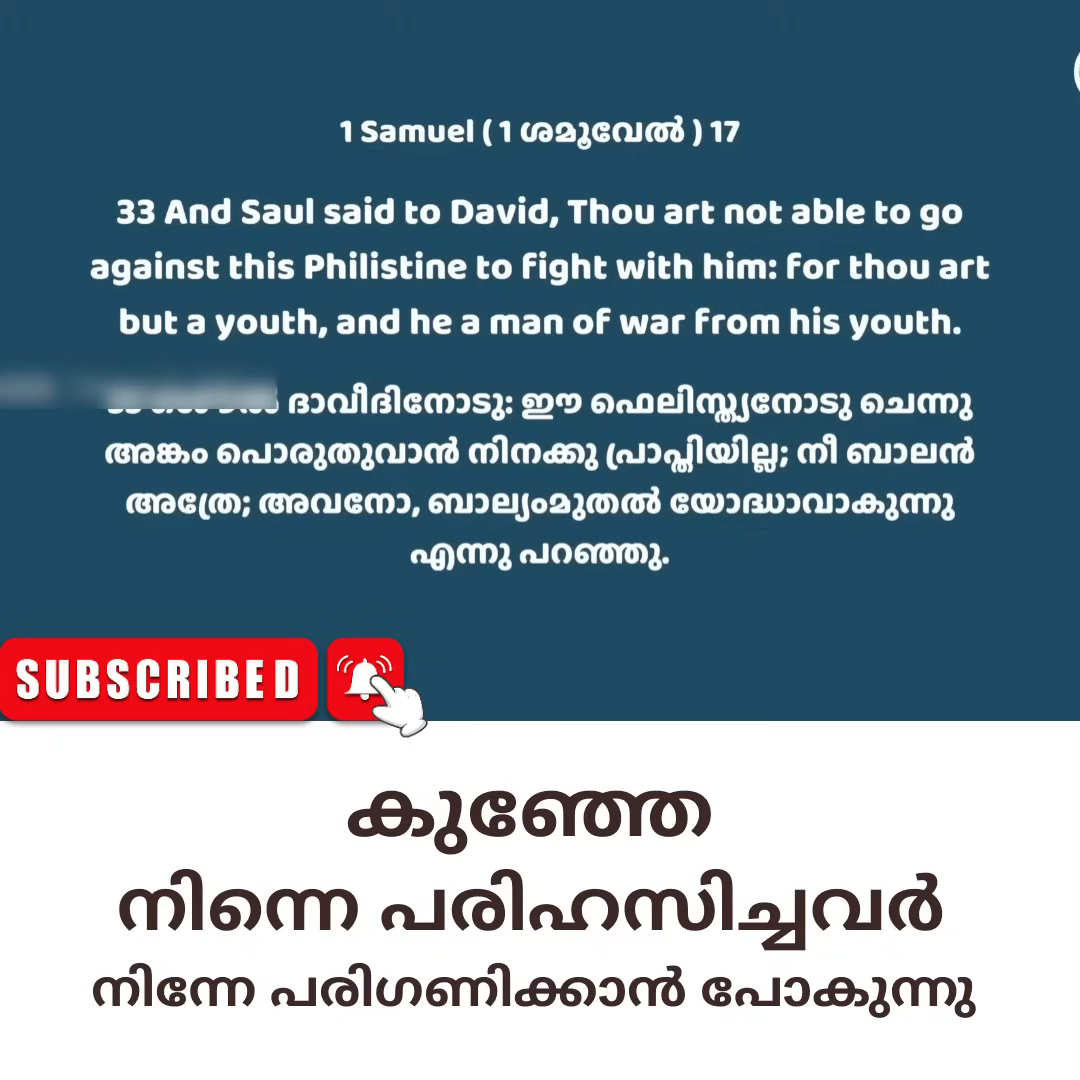 1 Samuel ( 1 ശമൂവേൽ ) 17
33 And Saul said to David, Thou art not able to go
against this Philistine to fight with him: for thou art
but a youth, and he a man of war from his youth.
ദാവീദിനോടു: ഈ ഫെലിസ്ത്യനോടു ചെന്നു
അങ്കം പൊരുതുവാൻ നിനക്കു പ്രാപ്തിയില്ല; നീ ബാലൻ
അത്രേ; അവനോ, ബാല്യംമുതൽ യോദ്ധാവാകുന്നു
എന്നു പറഞ്ഞു.
SUBSCRIBED
കുഞ്ഞേ
നിന്നെ പരിഹസിച്ചവർ
നിന്നേ പരിഗണിക്കാൻ പോകുന്നു